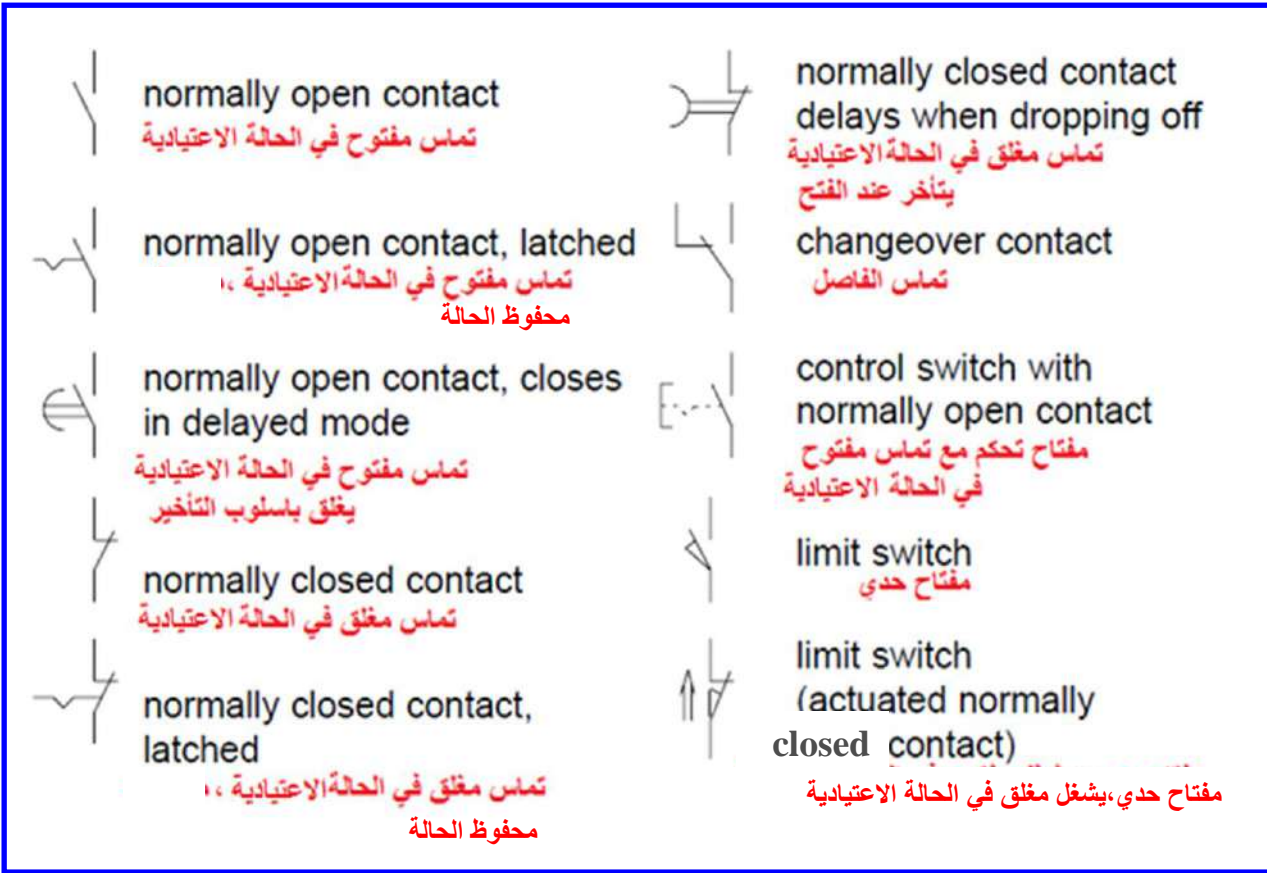 normally open contact
تماس مفتوح في الحالة الاعتيادية
normally open contact, latched
تماس مفتوح في الحالة الاعتيادية ،
محفوظ الحالة
normally open contact, closes
in delayed mode
تماس مفتوح في الحالة الاعتيادية
يغلق باسلوب التأخير
normally closed contact
تماس مغلق في الحالة الاعتيادية
normally closed contact,
latched
تماس مغلق في الحالة الاعتيادية ،
محفوظ الحالة
normally closed contact
delays when dropping off
تماس مغلق في الحالة الاعتيادية
يتأخر عند الفتح
changeover contact
تماس الفاصل
control switch with
normally open contact
مفتاح تحكم مع تماس مفتوح
في الحالة الاعتيادية
limit switch
مفتاح حدي
limit switch
(actuated normally
closed contact)
مفتاح حدي،يشغل مغلق في الحالة الاعتيادية